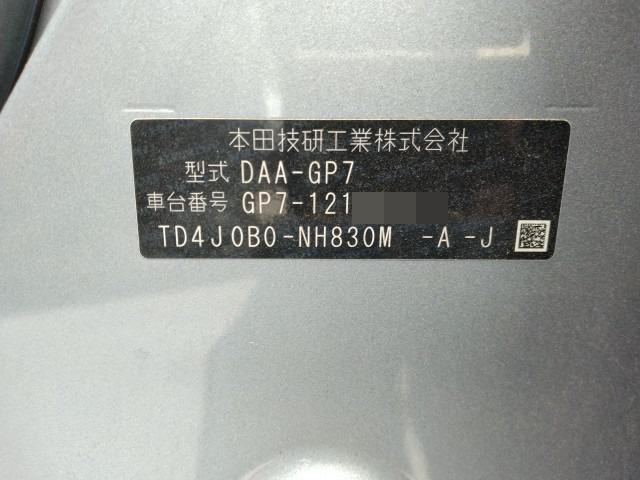 本田技研工業株式会社
型式 DAA-GP7
車台番号 GP7-121
TD4J0B0-NH830M -A -J